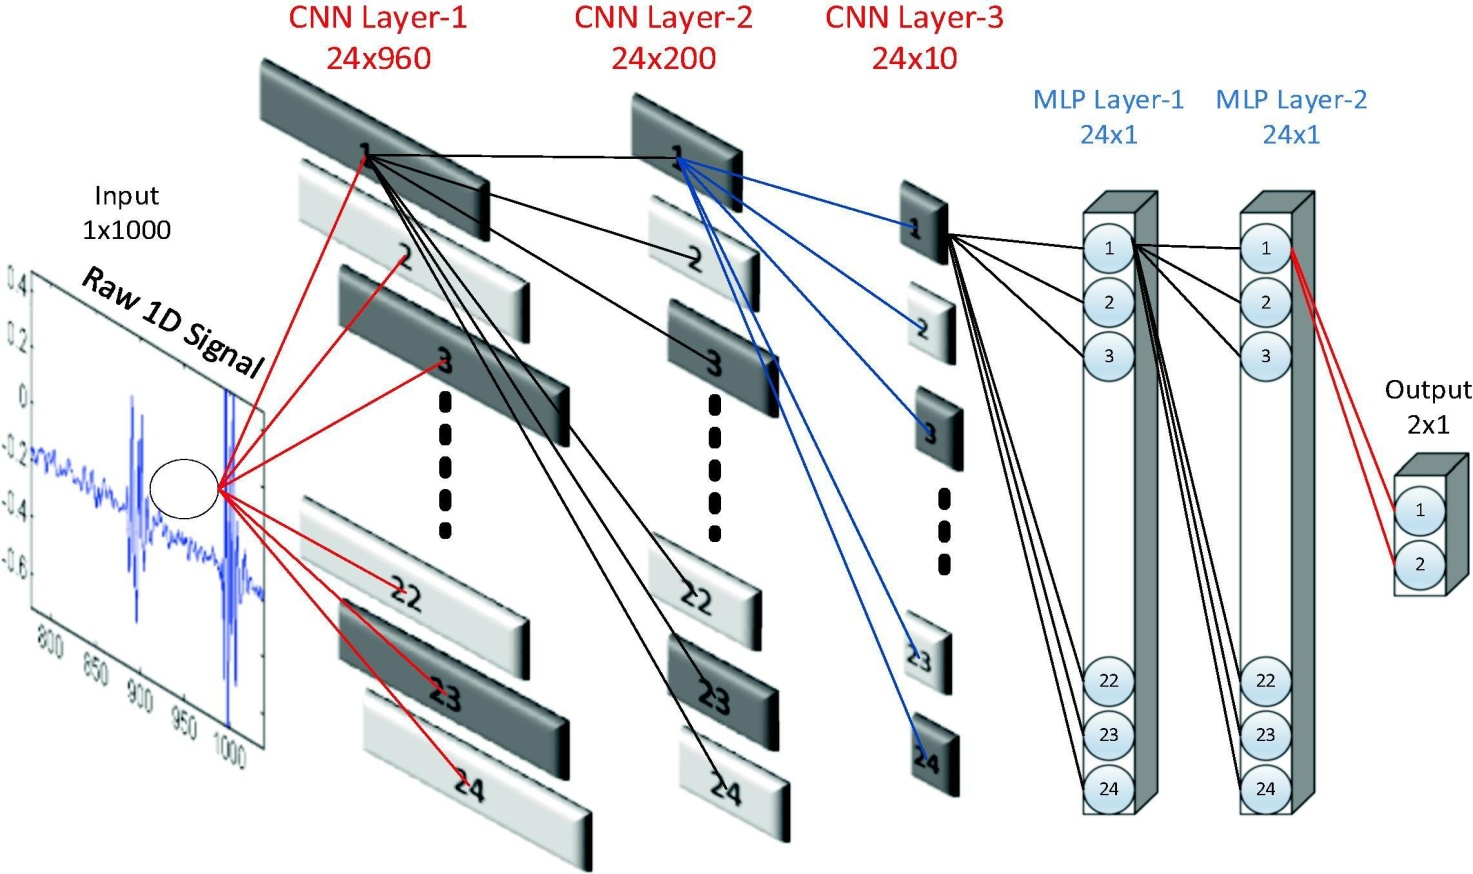 CNN Layer-1
24x960
CNN Layer-2
24x200
CNN Layer-3
24x10
MLP Layer-1
24x1
MLP Layer-2
24x1
Input
1x1000
Raw 1D Signal
0.4
0.2
0
-0.2
-0.4
-0.6
800
850
900
950
1000
1
2
3
22
23
24
1
2
3
22
23
24
1
2
3
23
24
1
2
3
22
23
24
1
2
3
22
23
24
Output
2x1
1
2